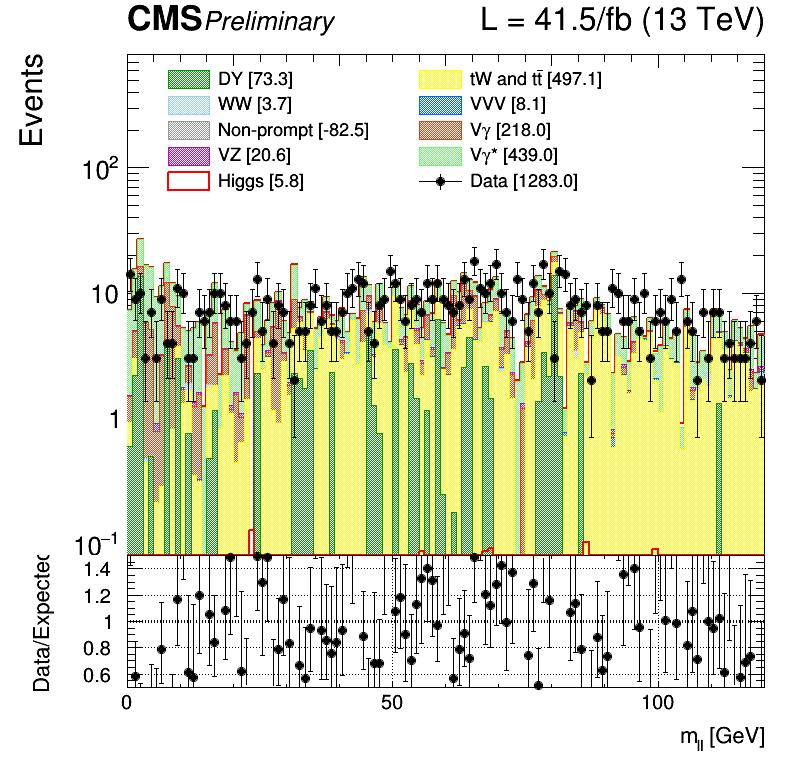 CMS Preliminary L = 41.5/fb (13 TeV)
Events
DY [73.3] tW and tt̄ [497.1]
WW [3.7] VVV [8.1]
Non-prompt [-82.5] Vγ [218.0]
VZ [20.6] Vγ* [439.0]
Higgs [5.8] Data [1283.0]
10²
10
1
10⁻¹
Data/Expected
1.4
1.2
1
0.8
0.6
0 50 100
m_ll [GeV]